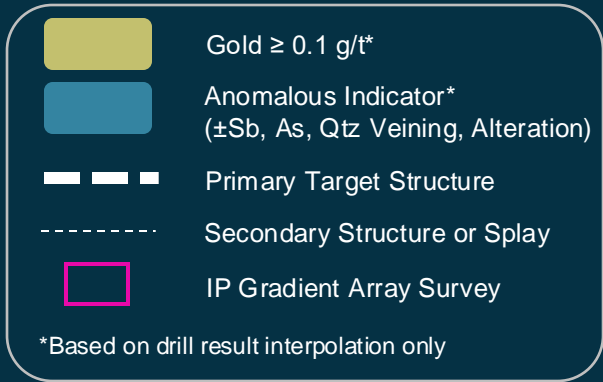 Gold ≥ 0.1 g/t*
Anomalous Indicator*
(±Sb, As, Qtz Veining, Alteration)
Primary Target Structure
Secondary Structure or Splay
IP Gradient Array Survey
*Based on drill result interpolation only